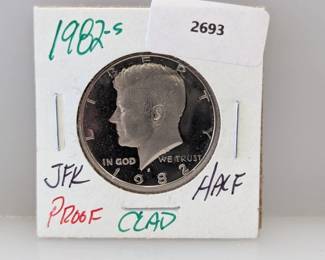 1982-S
2693
LIBERTY
IN GOD WE TRUST
S
1982
JFK
HALF
PROOF
CLAD